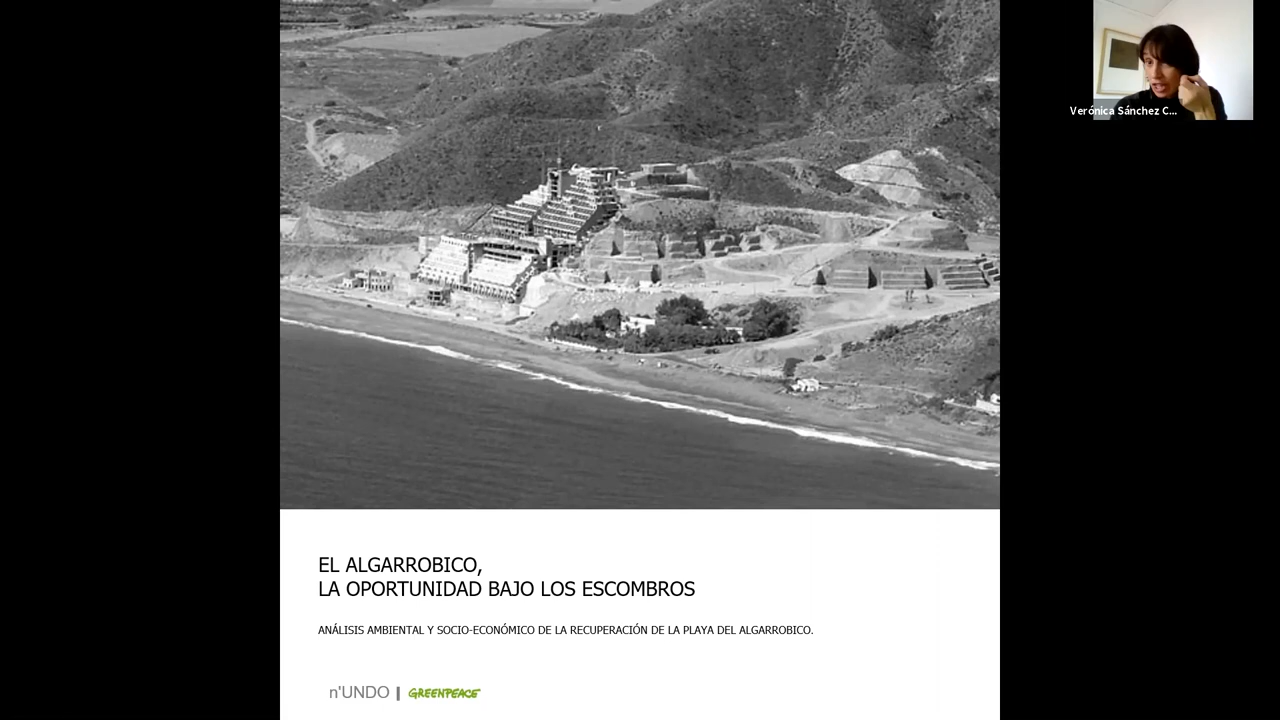 Verónica Sánchez C...
EL ALGARROBICO,
LA OPORTUNIDAD BAJO LOS ESCOMBROS
ANÁLISIS AMBIENTAL Y SOCIO-ECONÓMICO DE LA RECUPERACIÓN DE LA PLAYA DEL ALGARROBICO.
n'UNDO | GREENPEACE